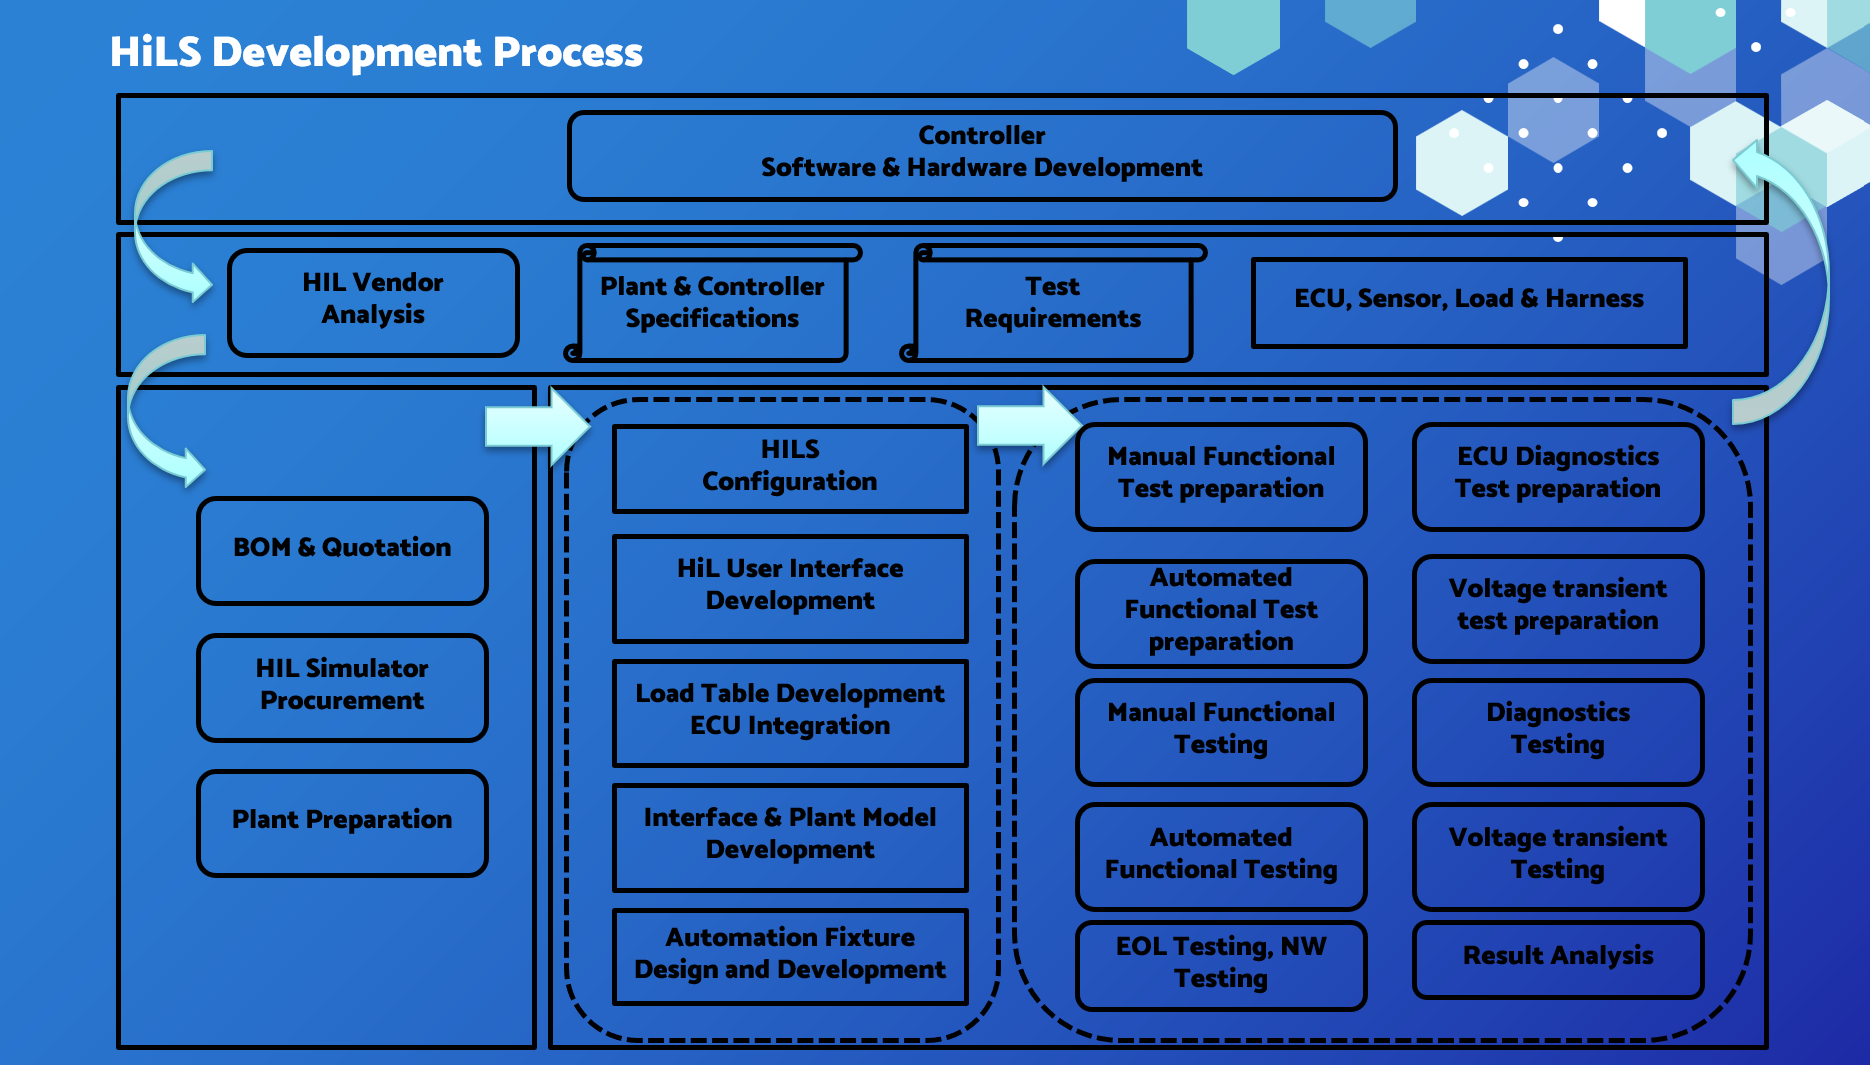 HiLS Development Process
Controller
Software & Hardware Development
HIL Vendor
Analysis
Plant & Controller
Specifications
Test
Requirements
ECU, Sensor, Load & Harness
BOM & Quotation
HIL Simulator
Procurement
Plant Preparation
HILS
Configuration
HiL User Interface
Development
Load Table Development
ECU Integration
Interface & Plant Model
Development
Automation Fixture
Design and Development
Manual Functional
Test preparation
ECU Diagnostics
Test preparation
Automated
Functional Test
preparation
Voltage transient
test preparation
Manual Functional
Testing
Diagnostics
Testing
Automated
Functional Testing
Voltage transient
Testing
EOL Testing, NW
Testing
Result Analysis